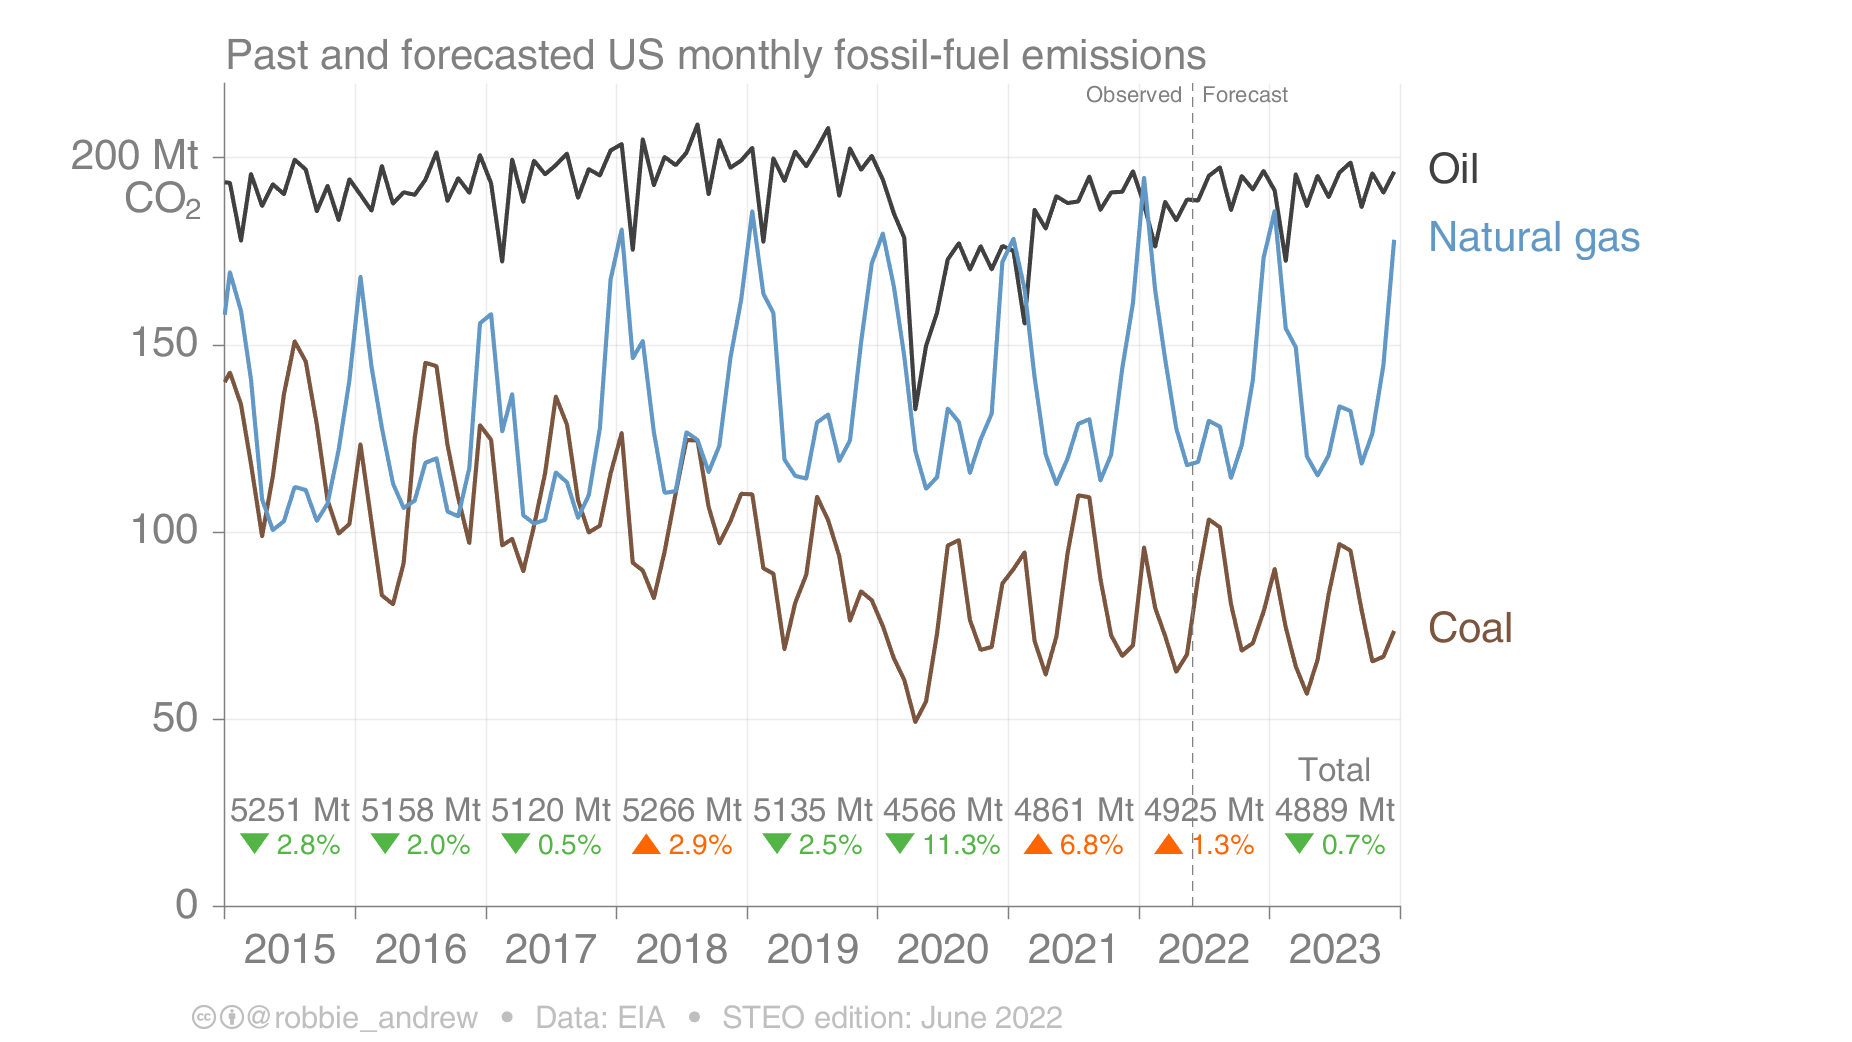 Past and forecasted US monthly fossil-fuel emissions
Observed Forecast
200 Mt
CO₂
150
100
50
0
Oil
Natural gas
Coal
Total
5251 Mt 5158 Mt 5120 Mt 5266 Mt 5135 Mt 4566 Mt 4861 Mt 4925 Mt 4889 Mt
▼ 2.8% ▼ 2.0% ▼ 0.5% ▲ 2.9% ▼ 2.5% ▼ 11.3% ▲ 6.8% ▲ 1.3% ▼ 0.7%
2015 2016 2017 2018 2019 2020 2021 2022 2023
cc @robbie_andrew • Data: EIA • STEO edition: June 2022